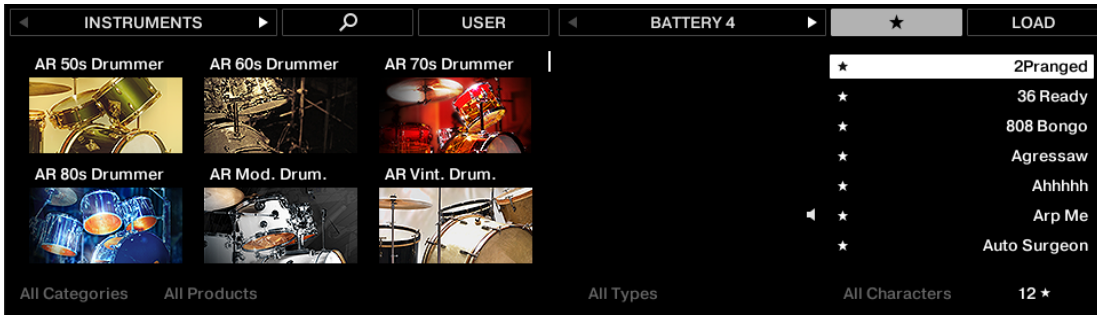 INSTRUMENTS USER BATTERY 4 ★ LOAD
AR 50s Drummer AR 60s Drummer AR 70s Drummer
AR 80s Drummer AR Mod. Drum. AR Vint. Drum.
★ 2Pranged
★ 36 Ready
★ 808 Bongo
★ Agressaw
★ Ahhhhh
★ Arp Me
★ Auto Surgeon
All Categories All Products All Types All Characters 12 ★